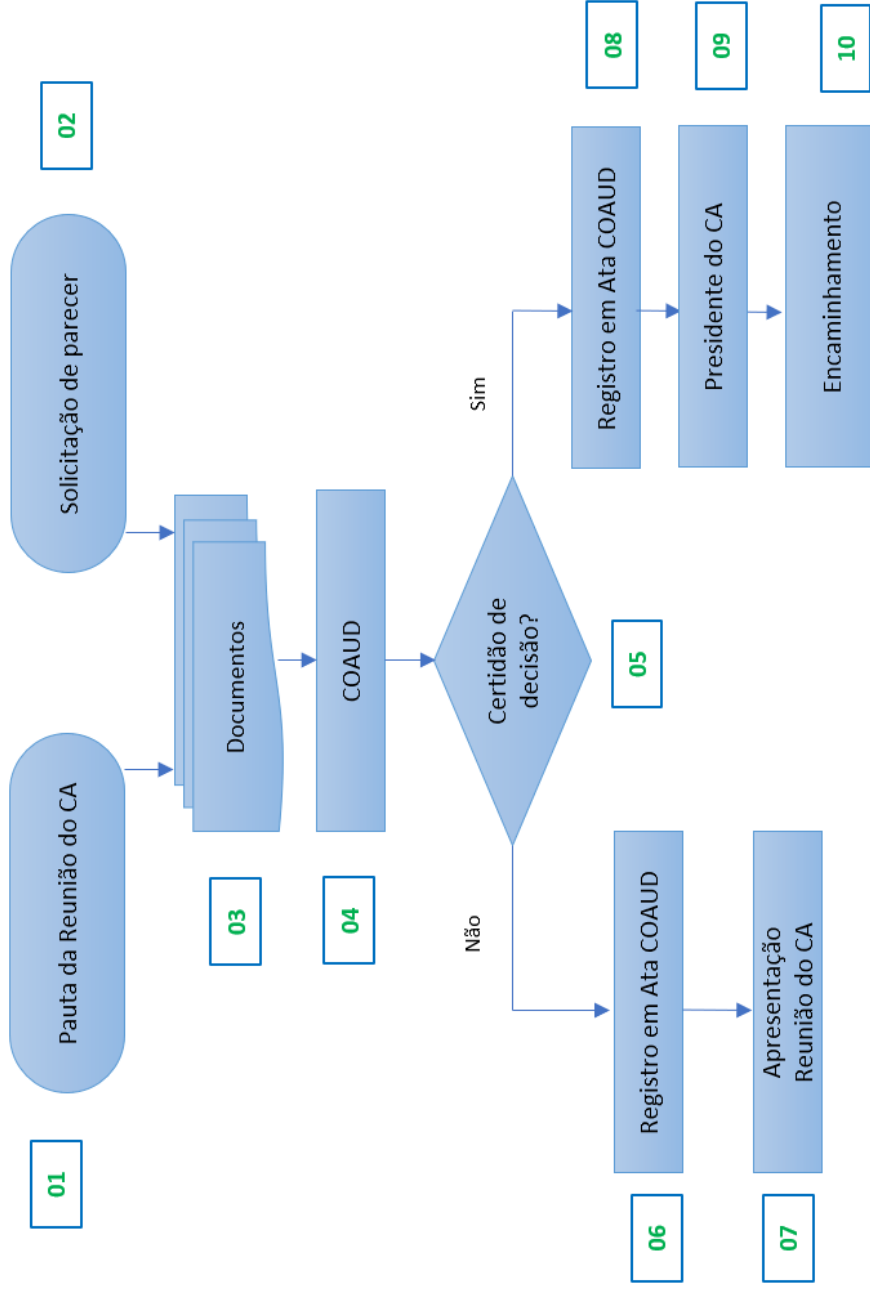 01
Pauta da Reunião do CA
Solicitação de parecer
02
03
Documentos
04
COAUD
Certidão de
decisão?
05
Não
Sim
06
Registro em Ata COAUD
07
Apresentação
Reunião do CA
Registro em Ata COAUD
08
Presidente do CA
09
Encaminhamento
10